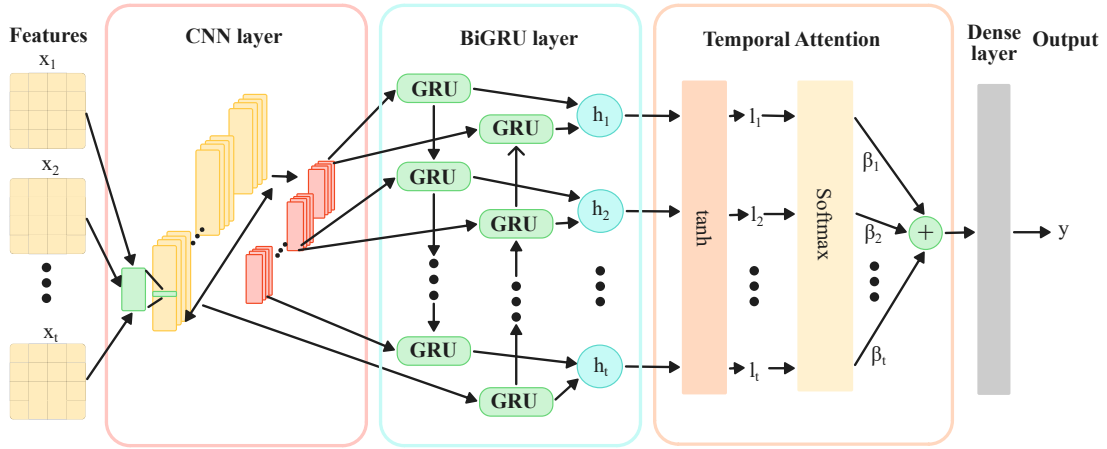 Features
CNN layer
BiGRU layer
Temporal Attention
Dense
layer
Output
x₁
x₂
xₜ
GRU
GRU
GRU
GRU
GRU
GRU
h₁
h₂
hₜ
tanh
l₁
l₂
lₜ
Softmax
β₁
β₂
βₜ
+
y